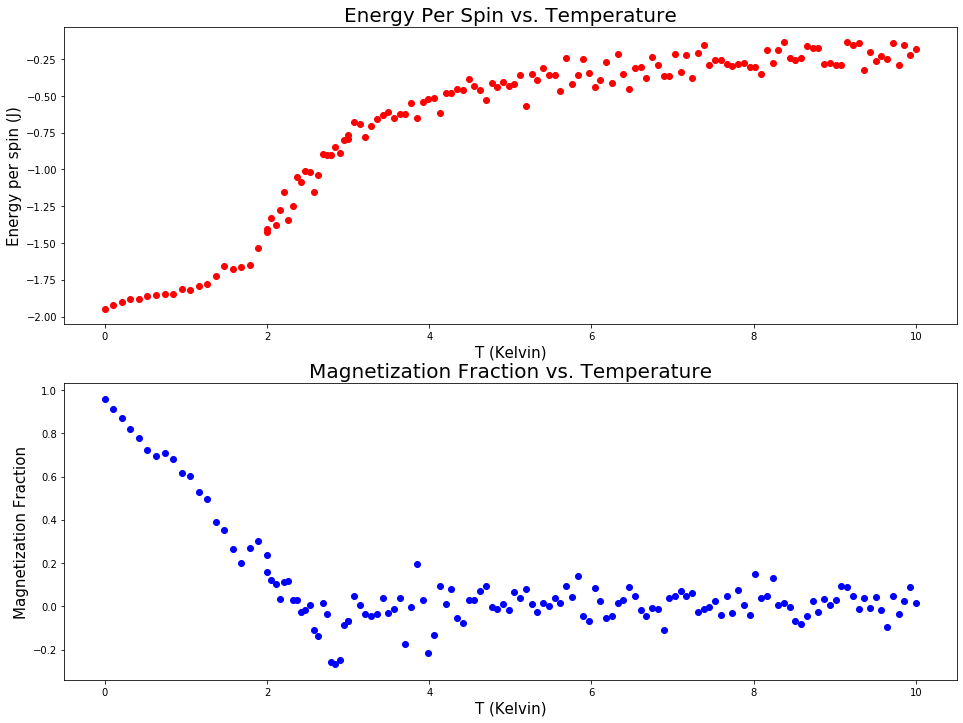 Energy Per Spin vs. Temperature
Energy per spin (J)
−0.25
−0.50
−0.75
−1.00
−1.25
−1.50
−1.75
−2.00
0 2 4 6 8 10
T (Kelvin)
Magnetization Fraction vs. Temperature
Magnetization Fraction
1.0
0.8
0.6
0.4
0.2
0.0
−0.2
0 2 4 6 8 10
T (Kelvin)